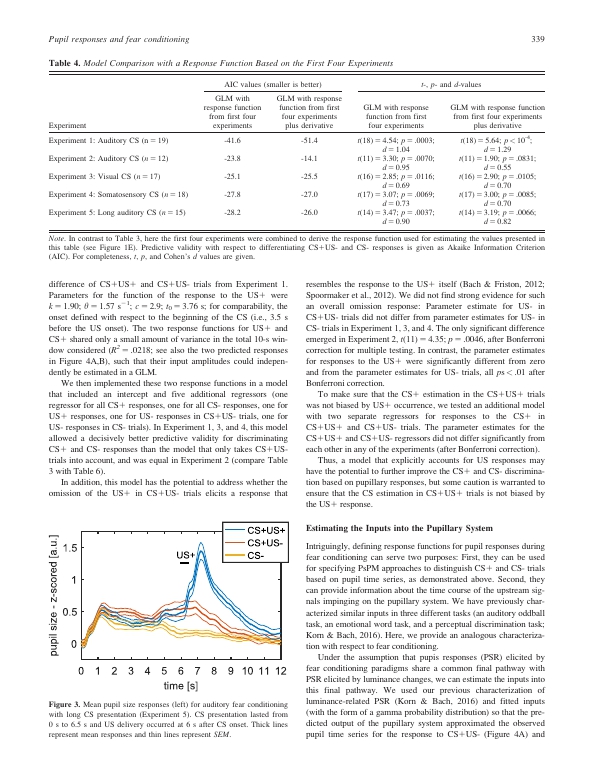 Pupil responses and fear conditioning
339
Table 4. Model Comparison with a Response Function Based on the First Four Experiments
AIC values (smaller is better)
t-, p- and d-values
Experiment
GLM with
response function
from first four
experiments
GLM with response
function from first
four experiments
plus derivative
GLM with response
function from first
four experiments
GLM with response function
from first four experiments
plus derivative
Experiment 1: Auditory CS (n = 19)
-41.6
-51.4
t(18) = 4.54; p = .0003;
d = 1.04
t(18) = 5.64; p < 10⁻⁴;
d = 1.29
Experiment 2: Auditory CS (n = 12)
-23.8
-14.1
t(11) = 3.30; p = .0070;
d = 0.95
t(11) = 1.90; p = .0831;
d = 0.55
Experiment 3: Visual CS (n = 17)
-25.1
-25.5
t(16) = 2.85; p = .0116;
d = 0.69
t(16) = 2.90; p = .0105;
d = 0.70
Experiment 4: Somatosensory CS (n = 18)
-27.8
-27.0
t(17) = 3.07; p = .0069;
d = 0.73
t(17) = 3.00; p = .0085;
d = 0.70
Experiment 5: Long auditory CS (n = 15)
-28.2
-26.0
t(14) = 3.47; p = .0037;
d = 0.90
t(14) = 3.19; p = .0066;
d = 0.82
Note. In contrast to Table 3, here the first four experiments were combined to derive the response function used for estimating the values presented in
this table (see Figure 1E). Predictive validity with respect to differentiating CS+US- and CS- responses is given as Akaike Information Criterion
(AIC). For completeness, t, p, and Cohen's d values are given.
difference of CS+US+ and CS+US- trials from Experiment 1.
Parameters for the function of the response to the US+ were
k = 1.90; θ = 1.57 s⁻¹; c = 2.9; t₀ = 3.76 s; for comparability, the
onset defined with respect to the beginning of the CS (i.e., 3.5 s
before the US onset). The two response functions for US+ and
CS+ shared only a small amount of variance in the total 10-s win-
dow considered (R² = .0218; see also the two predicted responses
in Figure 4A,B), such that their input amplitudes could indepen-
dently be estimated in a GLM.
We then implemented these two response functions in a model
that included an intercept and five additional regressors (one
regressor for all CS+ responses, one for all CS- responses, one for
US+ responses, one for US- responses in CS+US- trials, one for
US- responses in CS- trials). In Experiment 1, 3, and 4, this model
allowed a decisively better predictive validity for discriminating
CS+ and CS- responses than the model that only takes CS+US-
trials into account, and was equal in Experiment 2 (compare Table
3 with Table 6).
In addition, this model has the potential to address whether the
omission of the US+ in CS+US- trials elicits a response that
pupil size - z-scored [a.u.]
1.5
1
0.5
0
US+
CS+US+
CS+US-
CS-
0 1 2 3 4 5 6 7 8 9 10 11 12
time [s]
Figure 3. Mean pupil size responses (left) for auditory fear conditioning
with long CS presentation (Experiment 5). CS presentation lasted from
0 s to 6.5 s and US delivery occurred at 6 s after CS onset. Thick lines
represent mean responses and thin lines represent SEM.
resembles the response to the US+ itself (Bach & Friston, 2012;
Spoormaker et al., 2012). We did not find strong evidence for such
an overall omission response: Parameter estimate for US- in
CS+US- trials did not differ from parameter estimates for US- in
CS- trials in Experiment 1, 3, and 4. The only significant difference
emerged in Experiment 2, t(11) = 4.35; p = .0046, after Bonferroni
correction for multiple testing. In contrast, the parameter estimates
for responses to the US+ were significantly different from zero
and from the parameter estimates for US- trials, all ps < .01 after
Bonferroni correction.
To make sure that the CS+ estimation in the CS+US+ trials
was not biased by US+ occurrence, we tested an additional model
with two separate regressors for responses to the CS+ in
CS+US+ and CS+US- trials. The parameter estimates for the
CS+US+ and CS+US- regressors did not differ significantly from
each other in any of the experiments (after Bonferroni correction).
Thus, a model that explicitly accounts for US responses may
have the potential to further improve the CS+ and CS- discrimina-
tion based on pupillary responses, but some caution is warranted to
ensure that the CS estimation in CS+US+ trials is not biased by
the US+ response.
Estimating the Inputs into the Pupillary System
Intriguingly, defining response functions for pupil responses during
fear conditioning can serve two purposes: First, they can be used
for specifying PsPM approaches to distinguish CS+ and CS- trials
based on pupil time series, as demonstrated above. Second, they
can provide information about the time course of the upstream sig-
nals impinging on the pupillary system. We have previously char-
acterized similar inputs in three different tasks (an auditory oddball
task, an emotional word task, and a perceptual discrimination task;
Korn & Bach, 2016). Here, we provide an analogous characteriza-
tion with respect to fear conditioning.
Under the assumption that pupis responses (PSR) elicited by
fear conditioning paradigms share a common final pathway with
PSR elicited by luminance changes, we can estimate the inputs into
this final pathway. We used our previous characterization of
luminance-related PSR (Korn & Bach, 2016) and fitted inputs
(with the form of a gamma probability distribution) so that the pre-
dicted output of the pupillary system approximated the observed
pupil time series for the response to CS+US- (Figure 4A) and